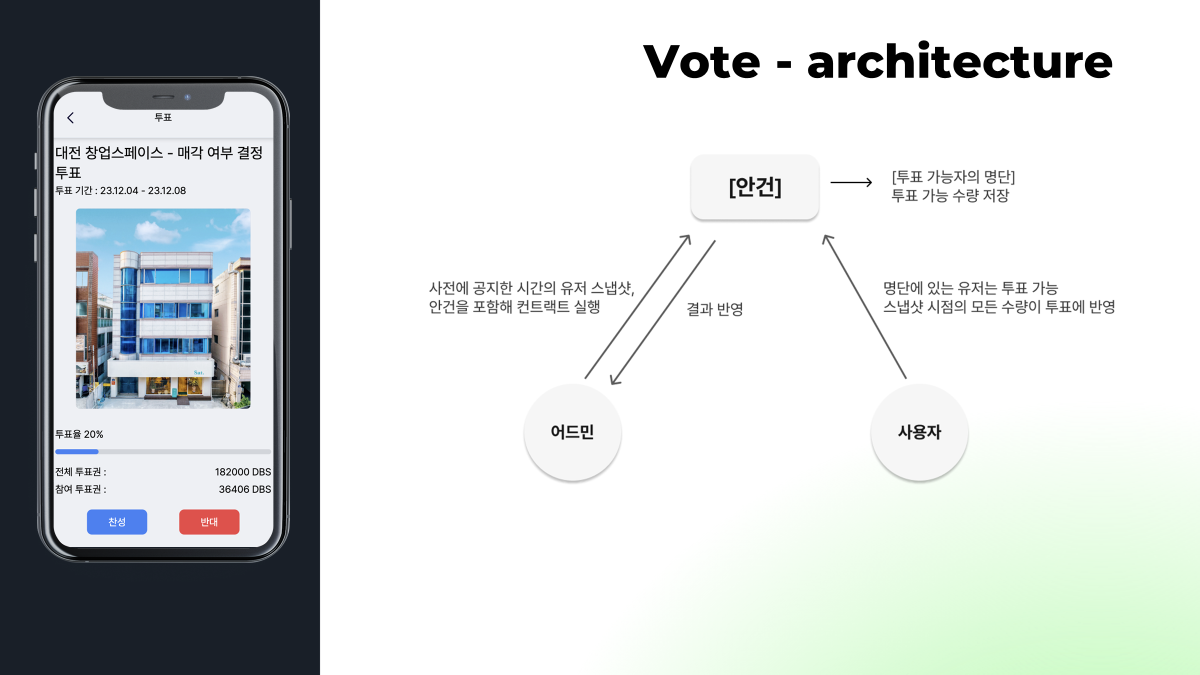 Vote - architecture
투표
대전 창업스페이스 - 매각 여부 결정
투표
투표 기간 : 23.12.04 - 23.12.08
투표율 20%
전체 투표권 : 182000 DBS
참여 투표권 : 36406 DBS
찬성 반대
[안건]
[투표 가능자의 명단]
투표 가능 수량 저장
사전에 공지한 시간의 유저 스냅샷,
안건을 포함해 컨트랙트 실행
결과 반영
명단에 있는 유저는 투표 가능
스냅샷 시점의 모든 수량이 투표에 반영
어드민
사용자